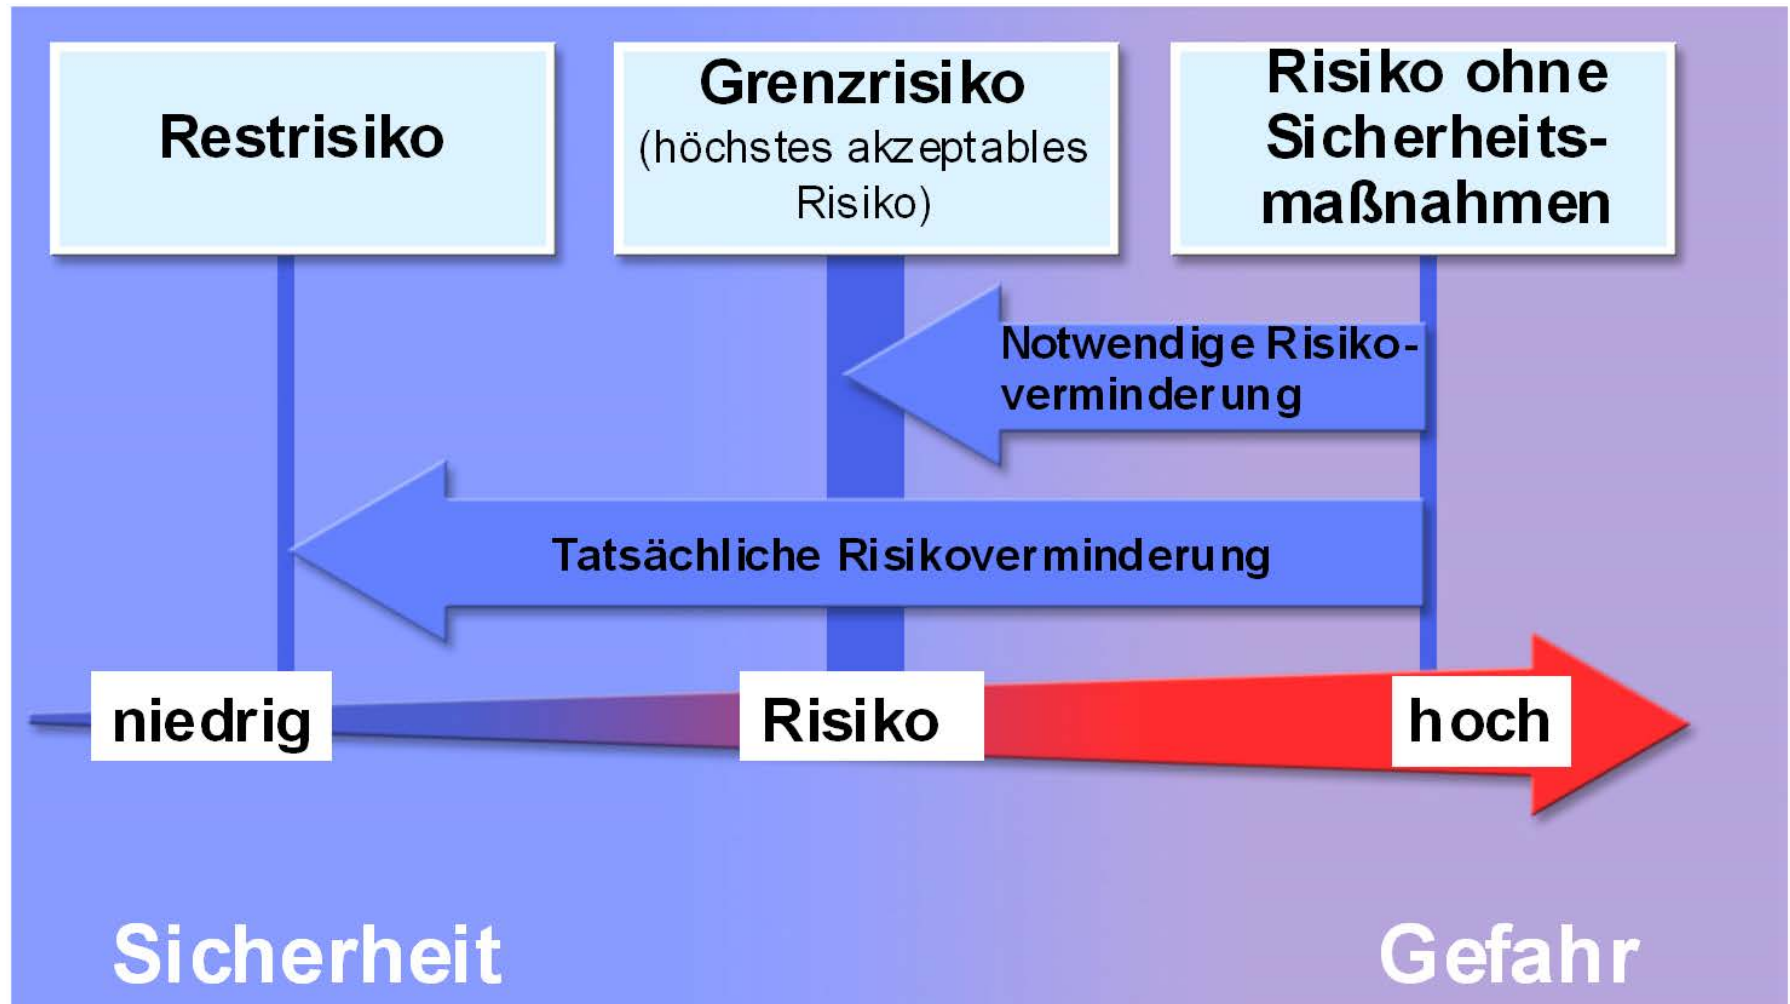 Restrisiko
Grenzrisiko
(höchstes akzeptables
Risiko)
Risiko ohne
Sicherheits-
maßnahmen
Notwendige Risiko-
verminderung
Tatsächliche Risikoverminderung
niedrig
Risiko
hoch
Sicherheit
Gefahr